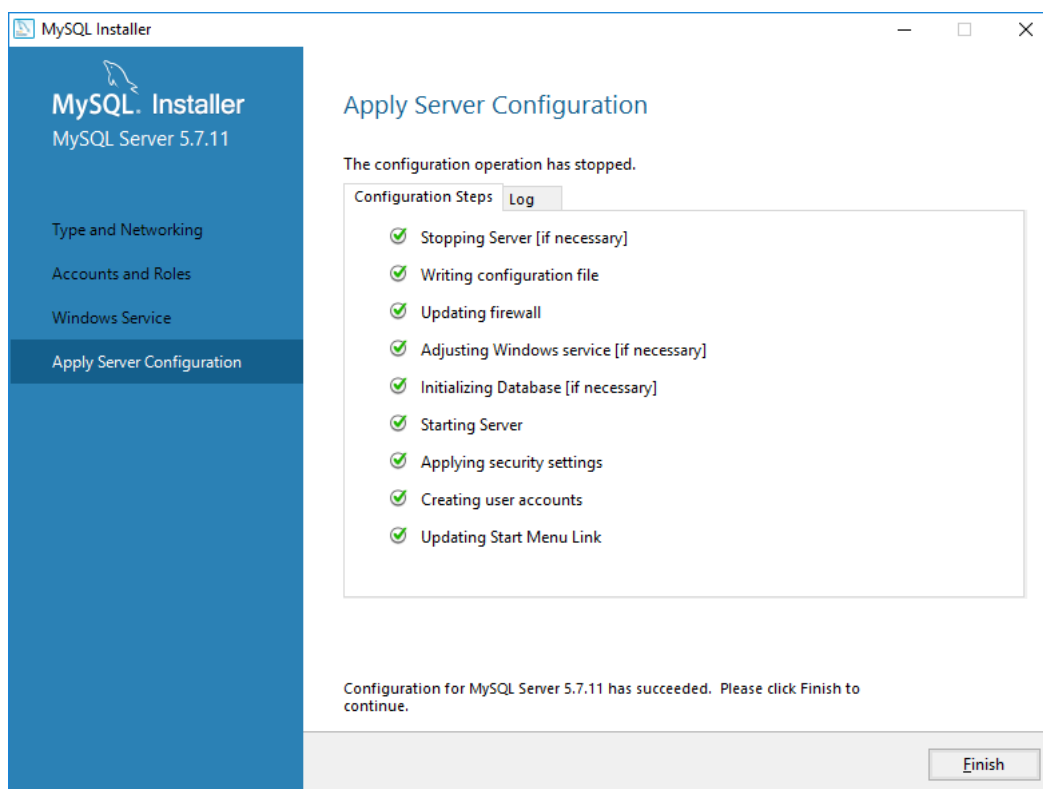 MySQL Installer
MySQL. Installer
MySQL Server 5.7.11
Type and Networking
Accounts and Roles
Windows Service
Apply Server Configuration
Apply Server Configuration
The configuration operation has stopped.
Configuration Steps Log
Stopping Server [if necessary]
Writing configuration file
Updating firewall
Adjusting Windows service [if necessary]
Initializing Database [if necessary]
Starting Server
Applying security settings
Creating user accounts
Updating Start Menu Link
Configuration for MySQL Server 5.7.11 has succeeded. Please click Finish to
continue.
Finish